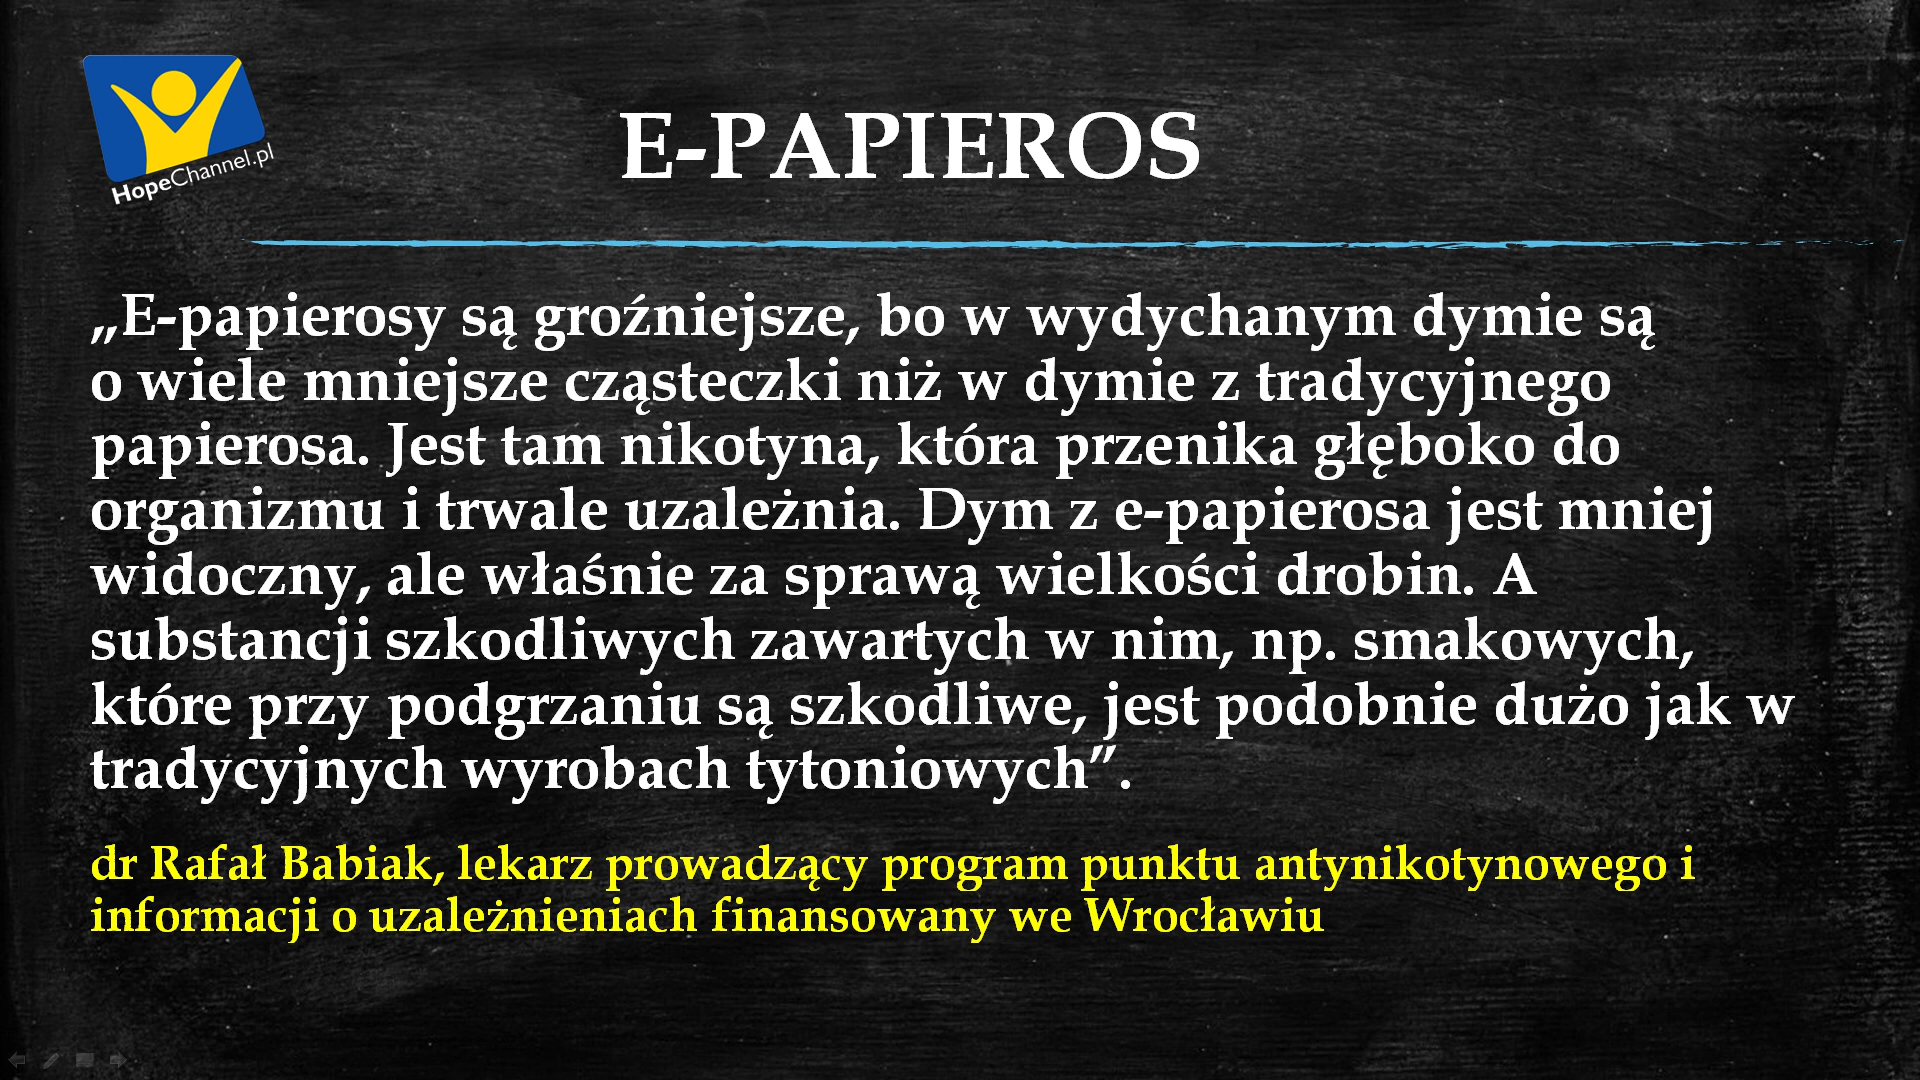 HopeChannel.pl
E-PAPIEROS
„E-papierosy są groźniejsze, bo w wydychanym dymie są
o wiele mniejsze cząsteczki niż w dymie z tradycyjnego
papierosa. Jest tam nikotyna, która przenika głęboko do
organizmu i trwale uzależnia. Dym z e-papierosa jest mniej
widoczny, ale właśnie za sprawą wielkości drobin. A
substancji szkodliwych zawartych w nim, np. smakowych,
które przy podgrzaniu są szkodliwe, jest podobnie dużo jak w
tradycyjnych wyrobach tytoniowych”.
dr Rafał Babiak, lekarz prowadzący program punktu antynikotynowego i
informacji o uzależnieniach finansowany we Wrocławiu